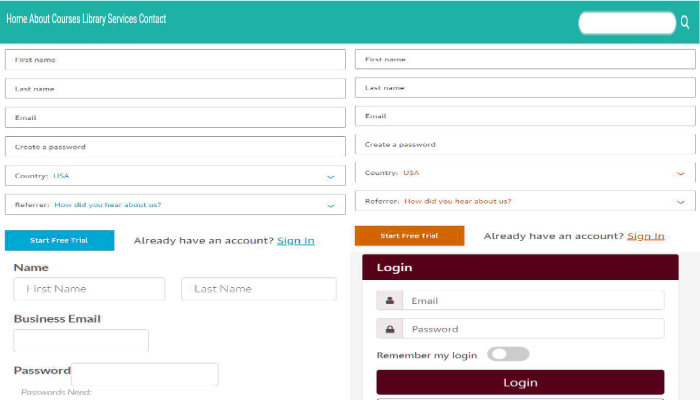 Home About Courses Library Services Contact
First name
Last name
Email
Create a password
Country: USA
Referrer: How did you hear about us?
Start Free Trial
Already have an account? Sign In
First name
Last name
Email
Create a password
Country: USA
Referrer: How did you hear about us?
Start Free Trial
Already have an account? Sign In
Name
First Name
Last Name
Business Email
Password
Passwords Need:
Login
Email
Password
Remember my login
Login